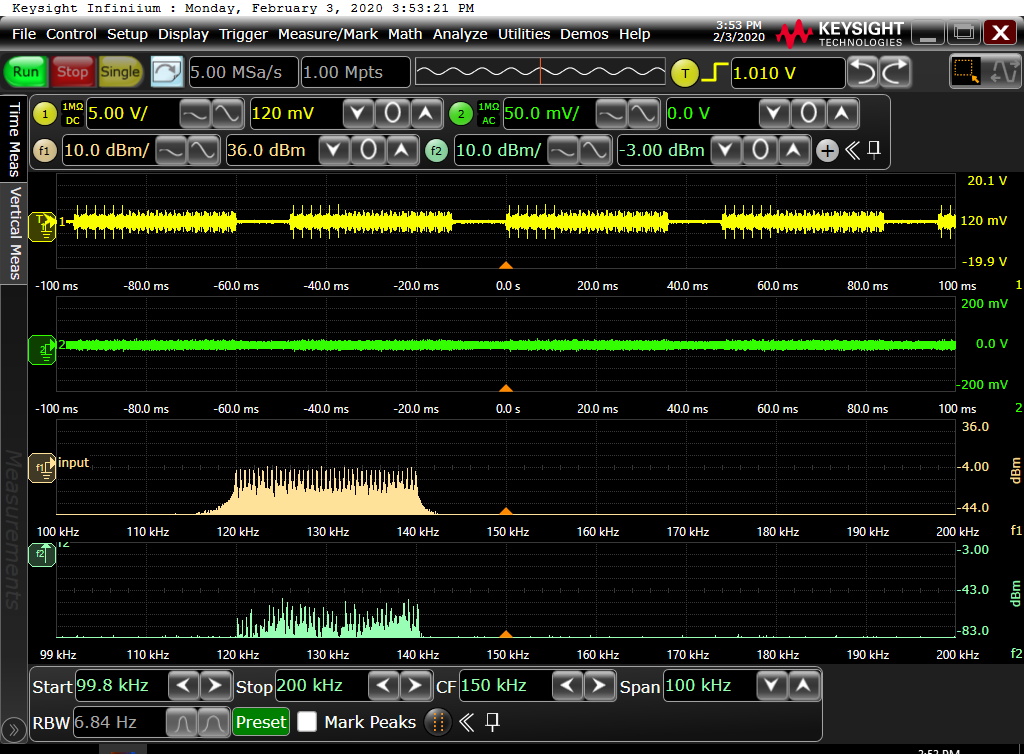 Keysight Infiniium : Monday, February 3, 2020 3:53:21 PM
File Control Setup Display Trigger Measure/Mark Math Analyze Utilities Demos Help 3:53 PM 2/3/2020 KEYSIGHT TECHNOLOGIES X
Run Stop Single 5.00 MSa/s 1.00 Mpts T 1.010 V
1 1MΩ DC 5.00 V/ 120 mV 0 2 1MΩ AC 50.0 mV/ 0.0 V 0
f1 10.0 dBm/ 36.0 dBm 0 f2 10.0 dBm/ -3.00 dBm 0 +
Time Meas
Vertical Meas
Measurements
20.1 V
T 1 120 mV
-19.9 V
-100 ms -80.0 ms -60.0 ms -40.0 ms -20.0 ms 0.0 s 20.0 ms 40.0 ms 60.0 ms 80.0 ms 100 ms 1
200 mV
2 2 0.0 V
-200 mV
-100 ms -80.0 ms -60.0 ms -40.0 ms -20.0 ms 0.0 s 20.0 ms 40.0 ms 60.0 ms 80.0 ms 100 ms 2
36.0
f1 input -4.00 dBm
-44.0
100 kHz 110 kHz 120 kHz 130 kHz 140 kHz 150 kHz 160 kHz 170 kHz 180 kHz 190 kHz 200 kHz f1
f2 f2 -3.00
-43.0 dBm
-83.0
99 kHz 110 kHz 120 kHz 130 kHz 140 kHz 150 kHz 160 kHz 170 kHz 180 kHz 190 kHz 200 kHz f2
Start 99.8 kHz Stop 200 kHz CF 150 kHz Span 100 kHz
RBW 6.84 Hz Preset Mark Peaks
3:53 PM